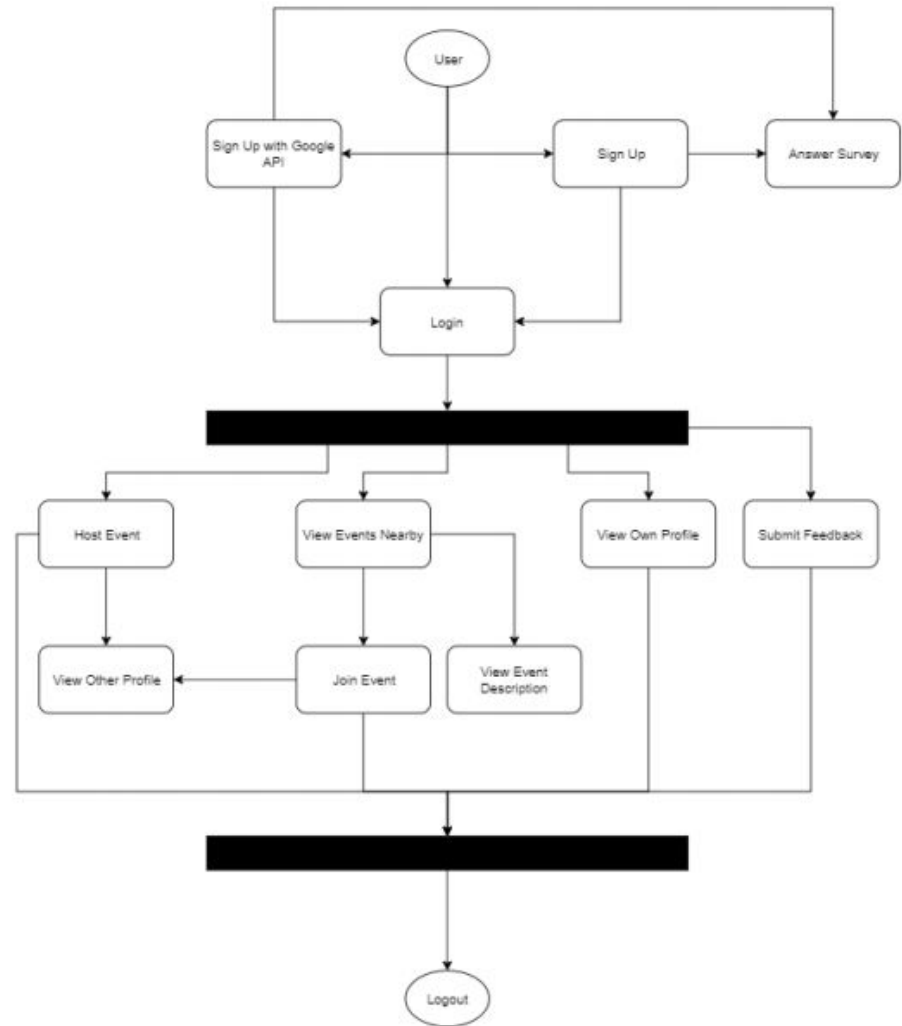 User
Sign Up with Google
API
Sign Up
Answer Survey
Login
Host Event
View Events Nearby
View Own Profile
Submit Feedback
View Other Profile
Join Event
View Event
Description
Logout